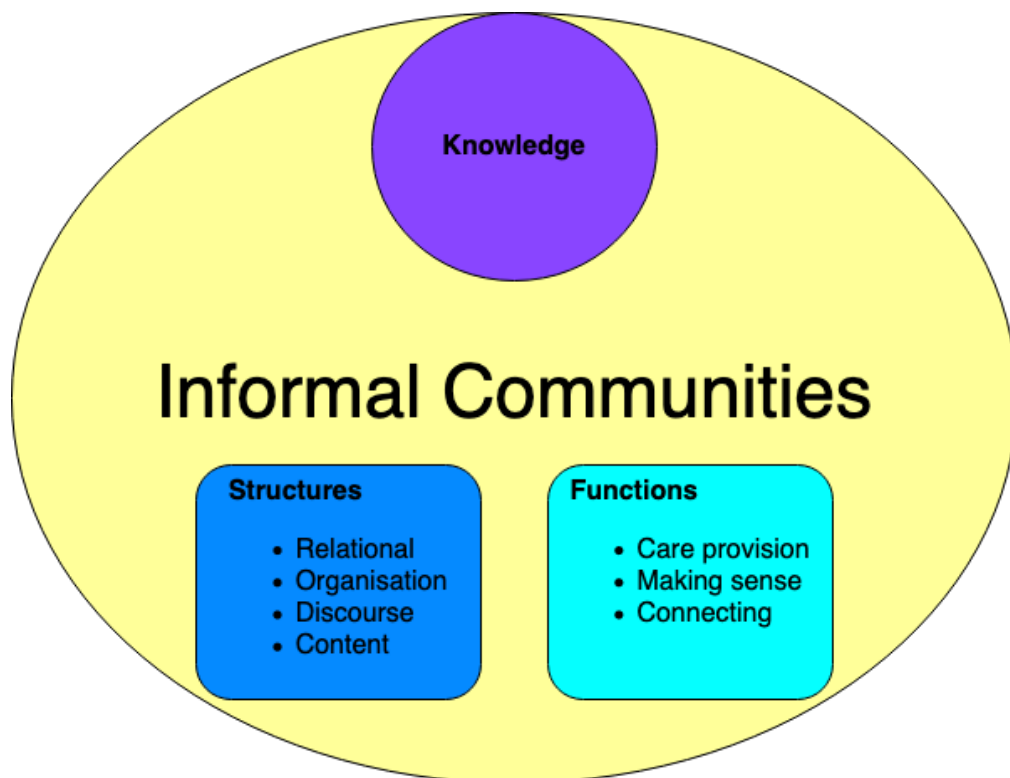 Knowledge
Informal Communities
Structures
• Relational
• Organisation
• Discourse
• Content
Functions
• Care provision
• Making sense
• Connecting